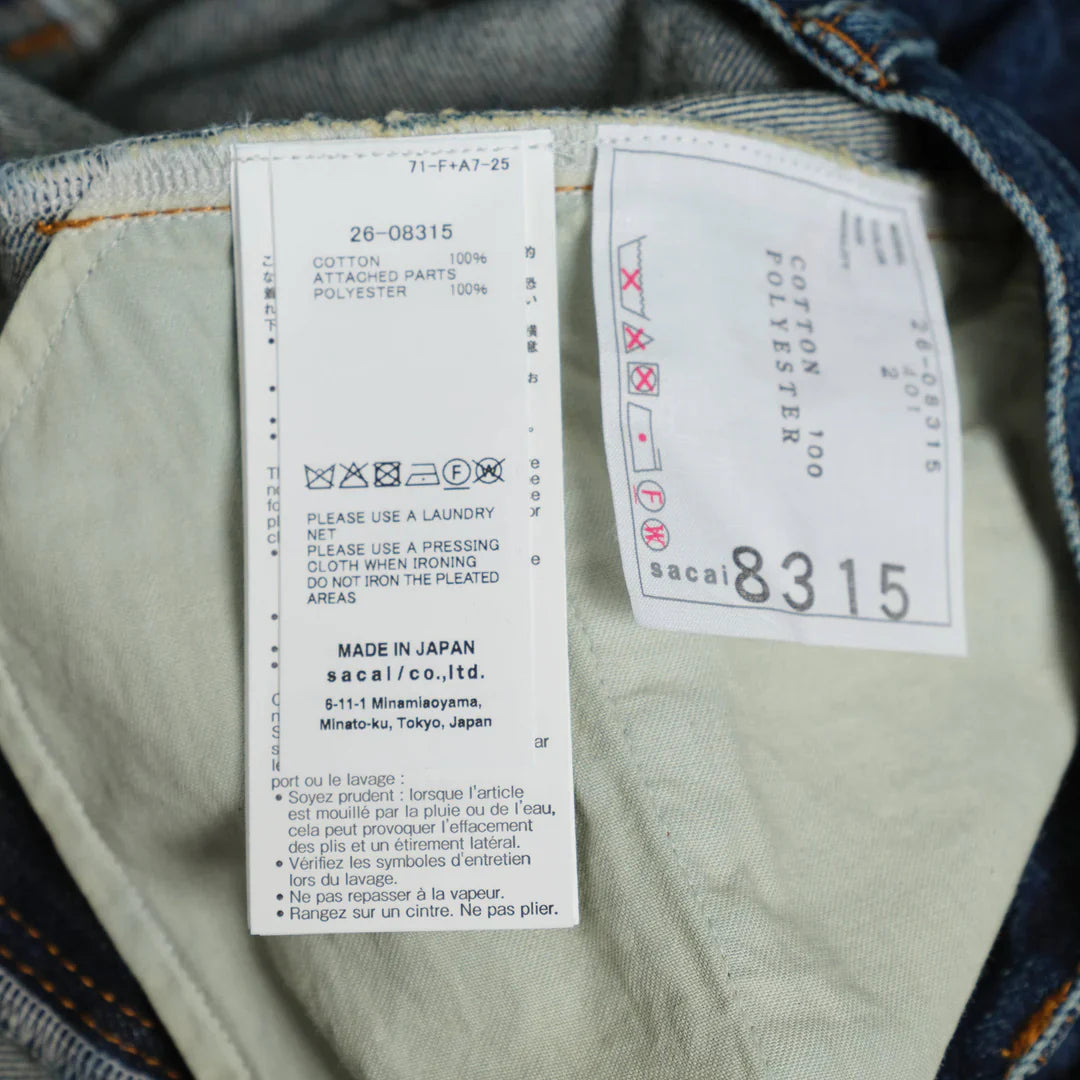 71-F+A7-25
26-08315
COTTON 100%
ATTACHED PARTS
POLYESTER 100%
PLEASE USE A LAUNDRY
NET
PLEASE USE A PRESSING
CLOTH WHEN IRONING
DO NOT IRON THE PLEATED
AREAS
MADE IN JAPAN
sacai/co.,ltd.
6-11-1 Minamiaoyama,
Minato-ku, Tokyo, Japan
port ou le lavage :
• Soyez prudent : lorsque l'article
est mouillé par la pluie ou de l'eau,
cela peut provoquer l'effacement
des plis et un étirement latéral.
• Vérifiez les symboles d'entretien
lors du lavage.
• Ne pas repasser à la vapeur.
• Rangez sur un cintre. Ne pas plier.
26-08315
401
2
COTTON 100
POLYESTER
sacai 8315